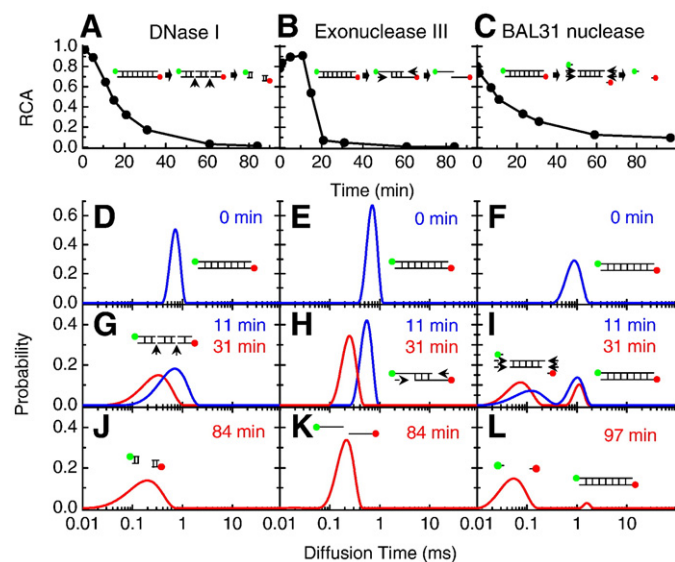 A DNase I
B Exonuclease III
C BAL31 nuclease
RCA
1.0
0.8
0.6
0.4
0.2
0.0
0 20 40 60 80
0 20 40 60 80
0 20 40 60 80
Time (min)
D 0 min
E 0 min
F 0 min
0.6
0.4
0.2
0.0
G 11 min
31 min
H 11 min
31 min
I 11 min
31 min
0.4
0.2
0.0
Probability
J 84 min
K 84 min
L 97 min
0.4
0.2
0.0
0.01 0.1 1 10
0.01 0.1 1 10
0.01 0.1 1 10
Diffusion Time (ms)